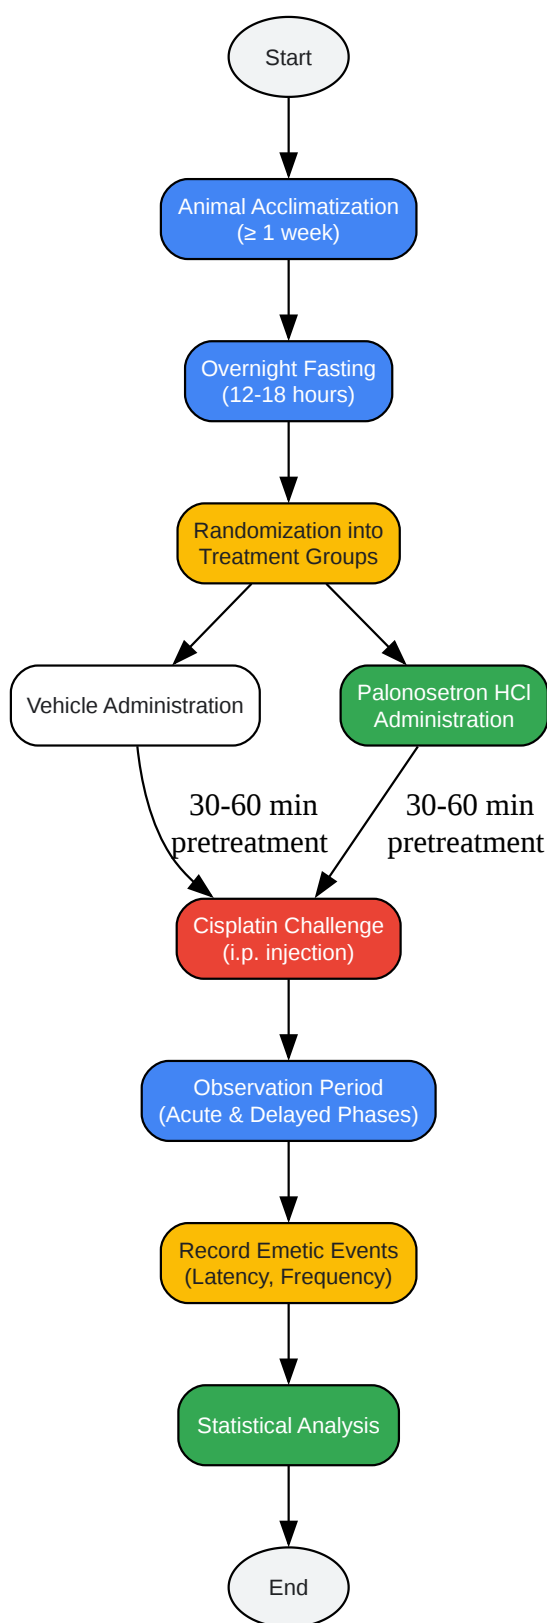 Start
Animal Acclimatization
(≥ 1 week)
Overnight Fasting
(12-18 hours)
Randomization into
Treatment Groups
Vehicle Administration
Palonosetron HCl
Administration
30-60 min
pretreatment
30-60 min
pretreatment
Cisplatin Challenge
(i.p. injection)
Observation Period
(Acute & Delayed Phases)
Record Emetic Events
(Latency, Frequency)
Statistical Analysis
End